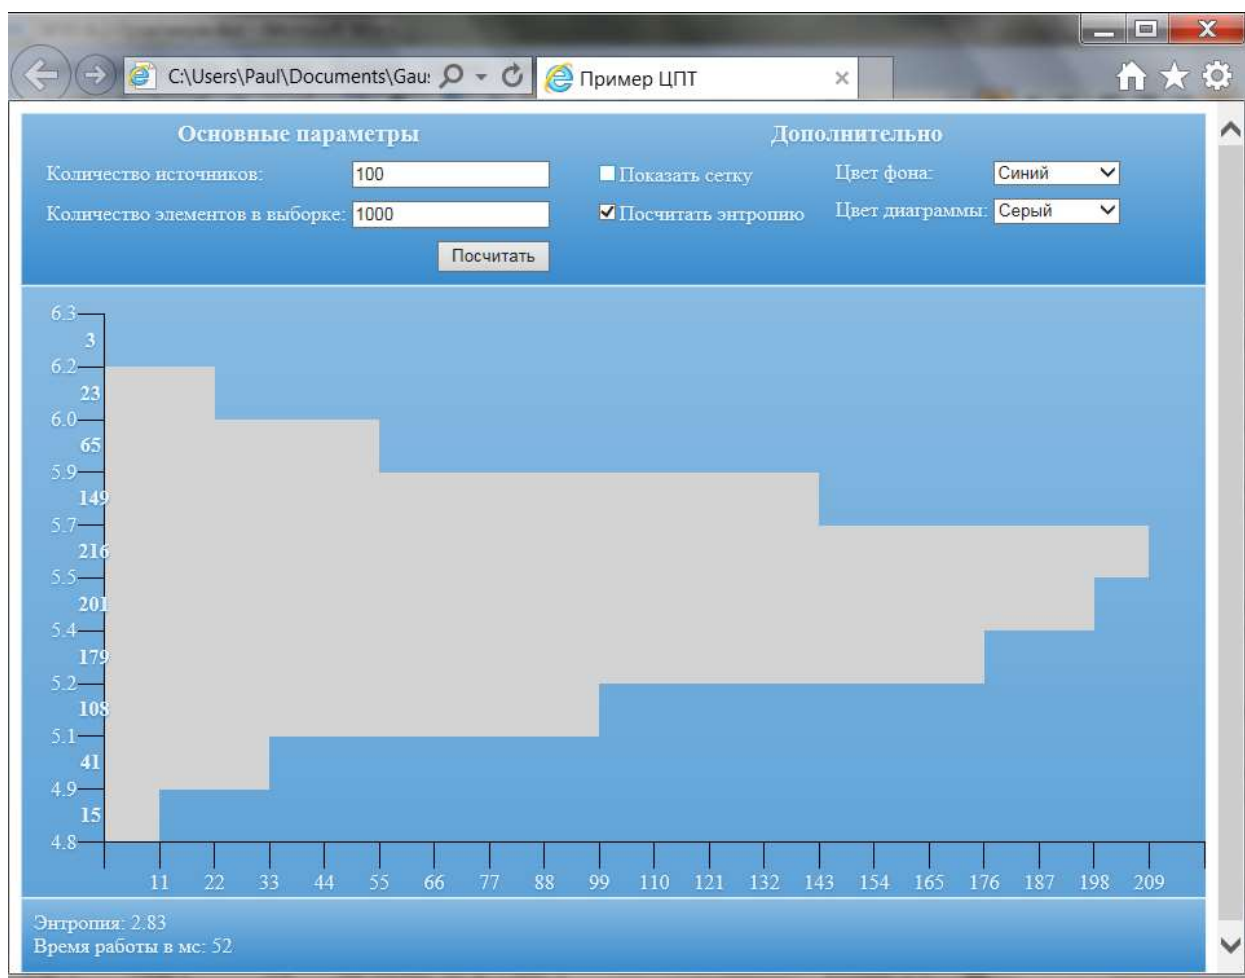 C:\Users\Paul\Documents\Gau:
Пример ЦПТ
Основные параметры
Дополнительно
Количество источников: 100
Показать сетку
Цвет фона: Синий
Количество элементов в выборке: 1000
Посчитать энтропию
Цвет диаграммы: Серый
Посчитать
6.3
3
6.2
23
6.0
65
5.9
149
5.7
216
5.5
201
5.4
179
5.2
108
5.1
41
4.9
15
4.8
11 22 33 44 55 66 77 88 99 110 121 132 143 154 165 176 187 198 209
Энтропия: 2.83
Время работы в мс: 52